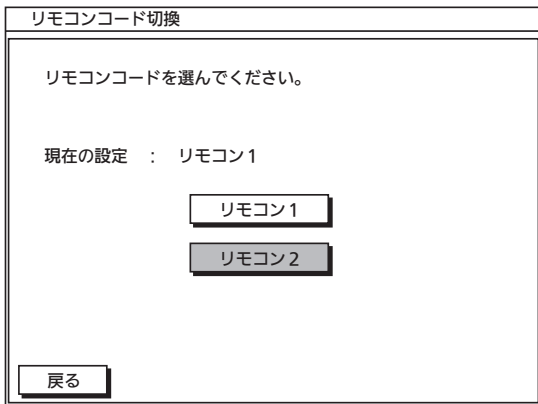 リモコンコード切換
リモコンコードを選んでください。
現在の設定　:　リモコン1
リモコン1
リモコン2
戻る